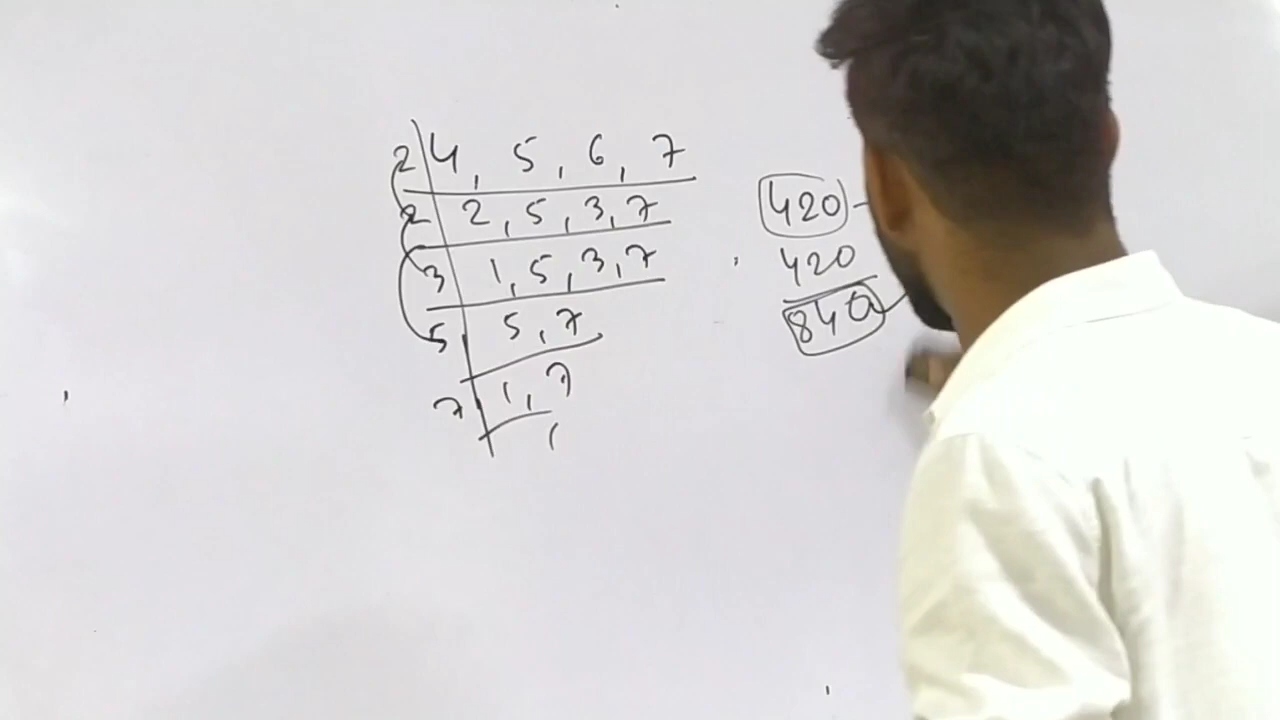 2 4, 5, 6, 7
2 2, 5, 3, 7
3 1, 5, 3, 7
5 5, 7
7 1, 7
1
420 -
420
840